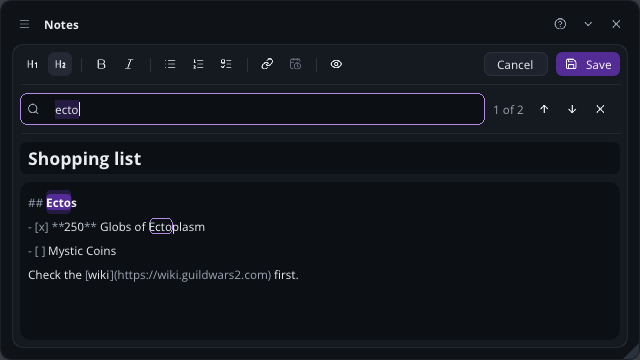 Notes
H1 H2 B I Cancel Save
ecto 1 of 2
Shopping list
## Ectos
- [x] **250** Globs of Ectoplasm
- [ ] Mystic Coins
Check the [wiki](https://wiki.guildwars2.com) first.